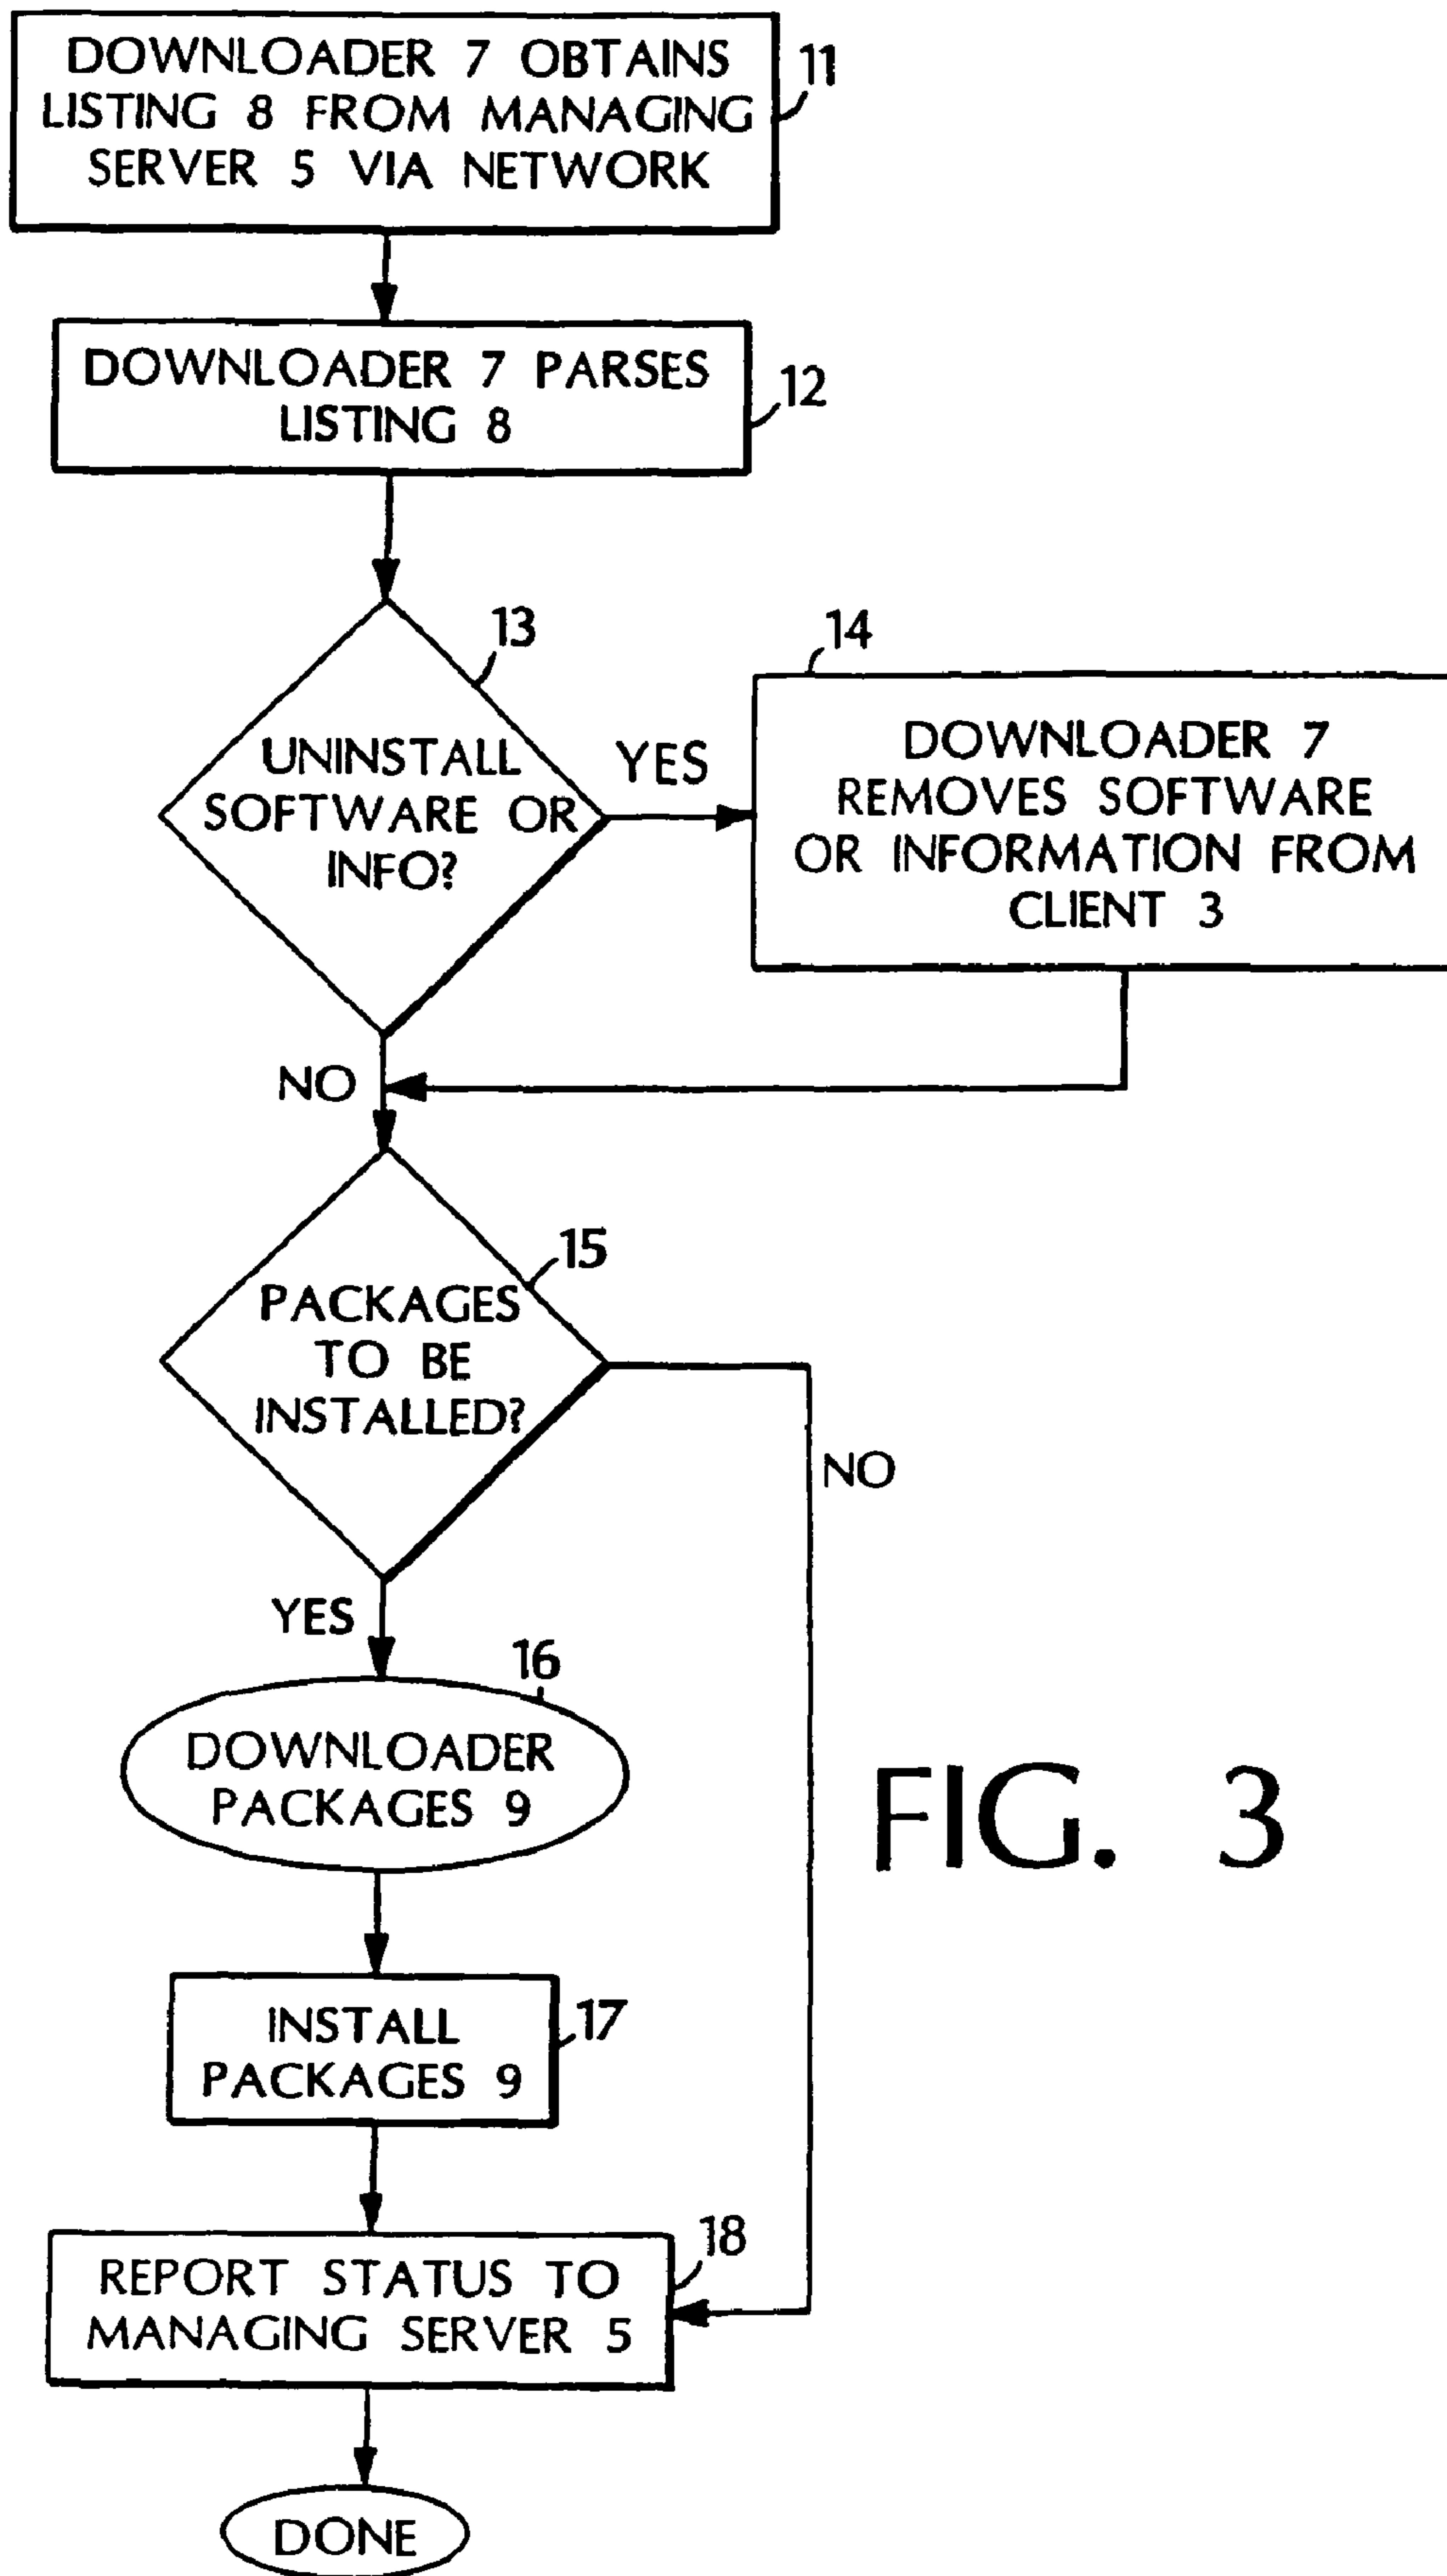 DOWNLOADER 7 OBTAINS
LISTING 8 FROM MANAGING
SERVER 5 VIA NETWORK
11
DOWNLOADER 7 PARSES
LISTING 8
12
13
UNINSTALL
SOFTWARE OR
INFO?
YES
14
DOWNLOADER 7
REMOVES SOFTWARE
OR INFORMATION FROM
CLIENT 3
NO
15
PACKAGES
TO BE
INSTALLED?
NO
YES
16
DOWNLOADER
PACKAGES 9
FIG. 3
INSTALL
PACKAGES 9
17
18
REPORT STATUS TO
MANAGING SERVER 5
DONE